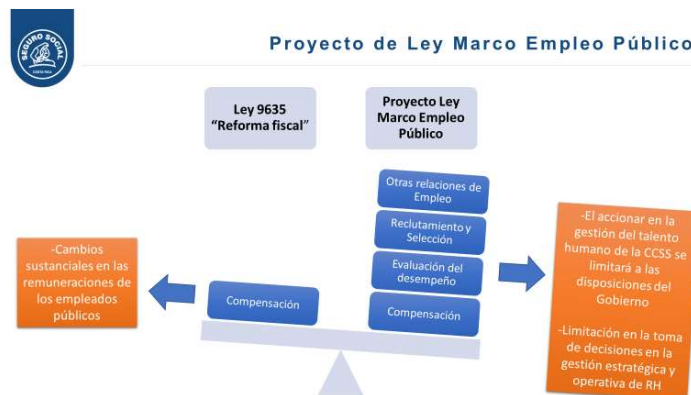 SEGURO SOCIAL
COSTA RICA
Proyecto de Ley Marco Empleo Público
Ley 9635
“Reforma fiscal”
Proyecto Ley
Marco Empleo
Público
Otras relaciones de
Empleo
Reclutamiento y
Selección
Evaluación del
desempeño
Compensación
Compensación
-Cambios
sustanciales en las
remuneraciones de
los empleados
públicos
-El accionar en la
gestión del talento
humano de la CCSS se
limitará a las
disposiciones del
Gobierno
-Limitación en la toma
de decisiones en la
gestión estratégica y
operativa de RH